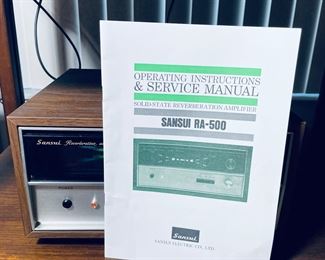 OPERATING INSTRUCTIONS
& SERVICE MANUAL
SOLID-STATE REVERBERATION AMPLIFIER
SANSUI RA-500
Sansui
SANSUI ELECTRIC CO., LTD.
Sansui Reverberation
POWER